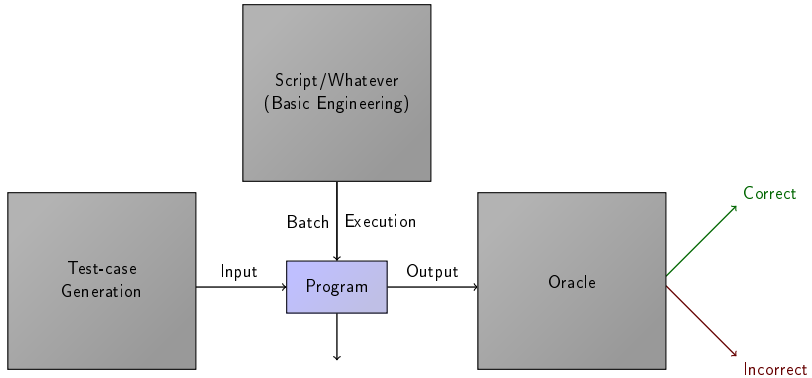 Script/Whatever
(Basic Engineering)
Correct
Batch Execution
Test-case
Generation
Input
Program
Output
Oracle
Incorrect